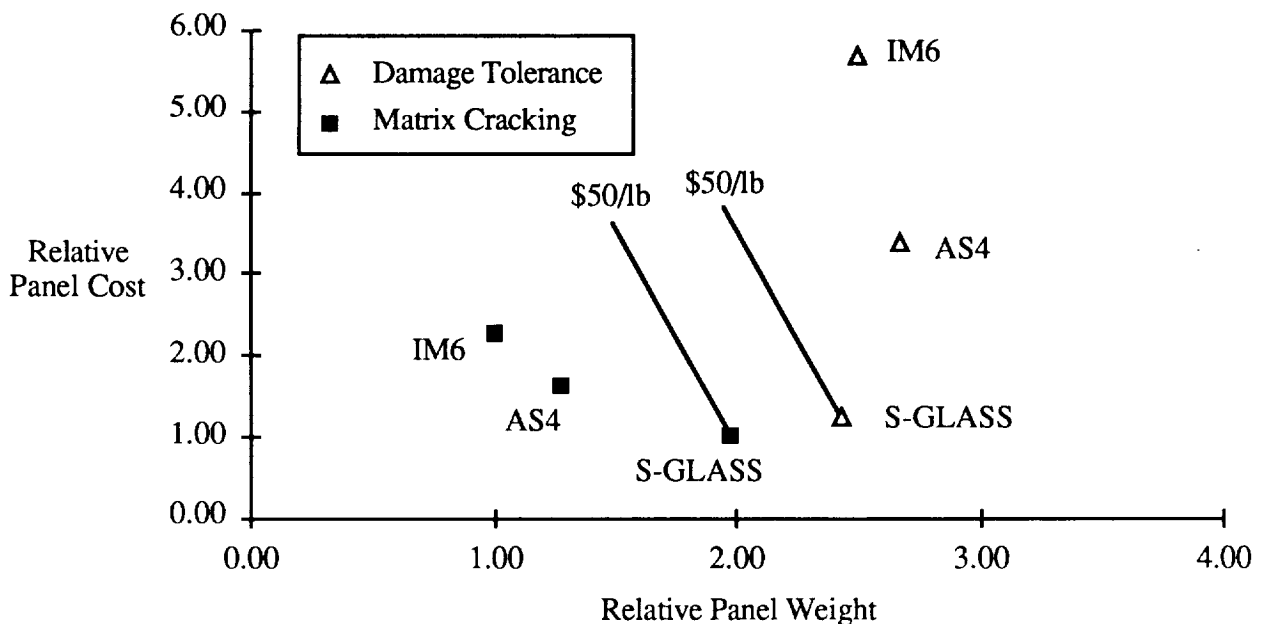 6.00
IM6
Damage Tolerance
5.00
Matrix Cracking
4.00
$50/lb
$50/lb
Relative
Panel Cost
AS4
3.00
IM6
2.00
AS4
S-GLASS
1.00
S-GLASS
0.00
0.00
1.00
2.00
3.00
4.00
Relative Panel Weight